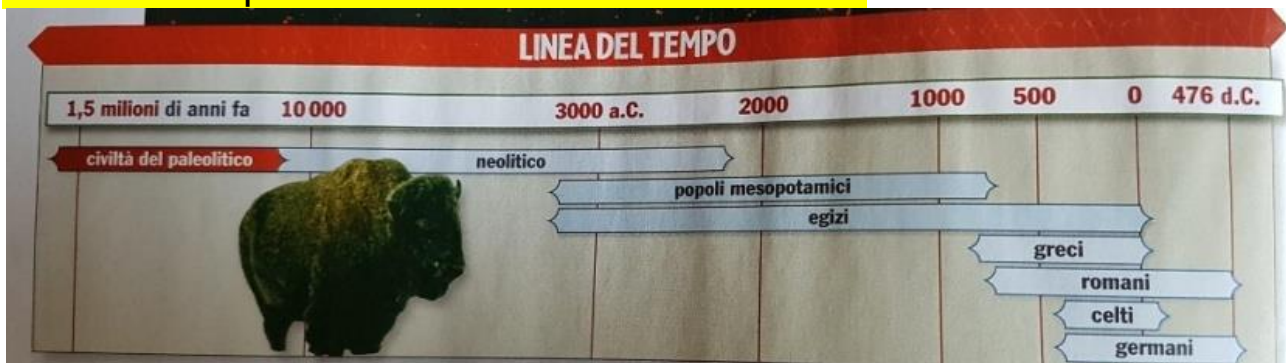 LINEA DEL TEMPO
1,5 milioni di anni fa 10 000 3000 a.C. 2000 1000 500 0 476 d.C.
civiltà del paleolitico neolitico
popoli mesopotamici
egizi
greci
romani
celti
germani